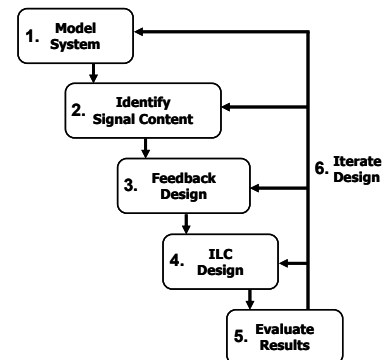 1. Model
System
2. Identify
Signal Content
3. Feedback
Design
6. Iterate
Design
4. ILC
Design
5. Evaluate
Results